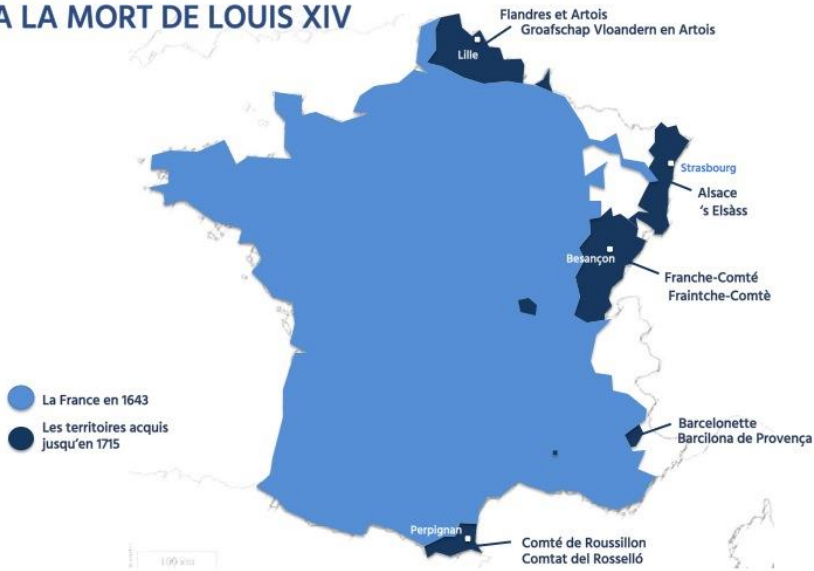 A LA MORT DE LOUIS XIV
Flandres et Artois
Groafschap Vloandern en Artois
Lille
Strasbourg
Alsace
's Elsàss
Besançon
Franche-Comté
Fraintche-Comtè
La France en 1643
Les territoires acquis
jusqu'en 1715
Barcelonette
Barcilona de Provença
Perpignan
Comté de Roussillon
Comtat del Rosselló
100 km